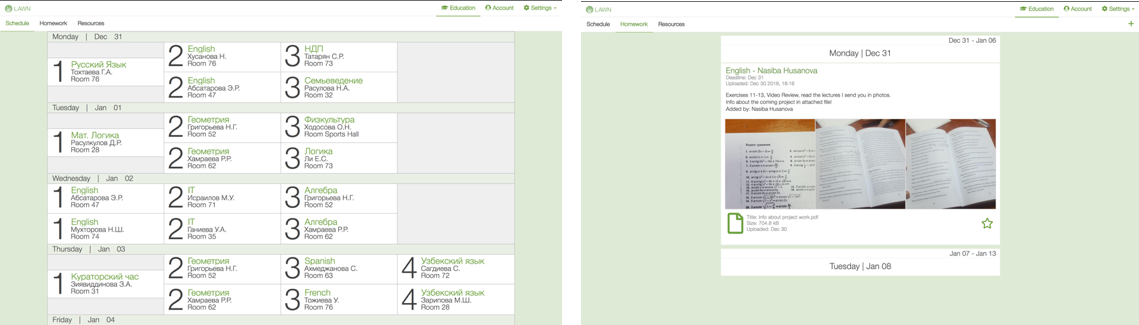 LAWN
Education
Account
Settings
Schedule
Homework
Resources
Monday | Dec 31
1
Русский Язык
Тохтаева Г.А.
Room 76
2
English
Хусанова Н.
Room 76
2
English
Абсатарова Э.Р.
Room 47
3
НДП
Татарян С.Р.
Room 73
3
Семьеведение
Расулова Н.А.
Room 32
Tuesday | Jan 01
1
Мат. Логика
Расулкулов Д.Р.
Room 28
2
Геометрия
Григорьева Н.Г.
Room 52
2
Геометрия
Хамраева Р.Р.
Room 62
3
Физкультура
Ходосова О.Н.
Room Sports Hall
3
Логика
Ли Е.С.
Room 73
Wednesday | Jan 02
1
English
Абсатарова Э.Р.
Room 47
1
English
Мухторова Н.Ш.
Room 74
2
IT
Исраилов М.У.
Room 71
2
IT
Ганиева У.А.
Room 35
3
Алгебра
Григорьева Н.Г.
Room 52
3
Алгебра
Хамраева Р.Р.
Room 62
Thursday | Jan 03
1
Кураторский час
Зиявиддинова З.А.
Room 31
2
Геометрия
Григорьева Н.Г.
Room 52
2
Геометрия
Хамраева Р.Р.
Room 62
3
Spanish
Ахмеджанова С.
Room 63
3
French
Тожиева У.
Room 76
4
Узбекский язык
Сагдиева С.
Room 72
4
Узбекский язык
Зарипова М.Ш.
Room 28
Friday | Jan 04
LAWN
Education
Account
Settings
Schedule
Homework
Resources
+
Dec 31 - Jan 06
Monday | Dec 31
English - Nasiba Husanova
Deadline: Dec 31
Uploaded: Dec 30 2018, 16:16
Exercises 11-13, Video Review, read the lectures I send you in photos.
Info about the coming project in attached file!
Added by: Nasiba Husanova
Title: Info about project work.pdf
Size: 704.8 kB
Uploaded: Dec 30
Jan 07 - Jan 13
Tuesday | Jan 08